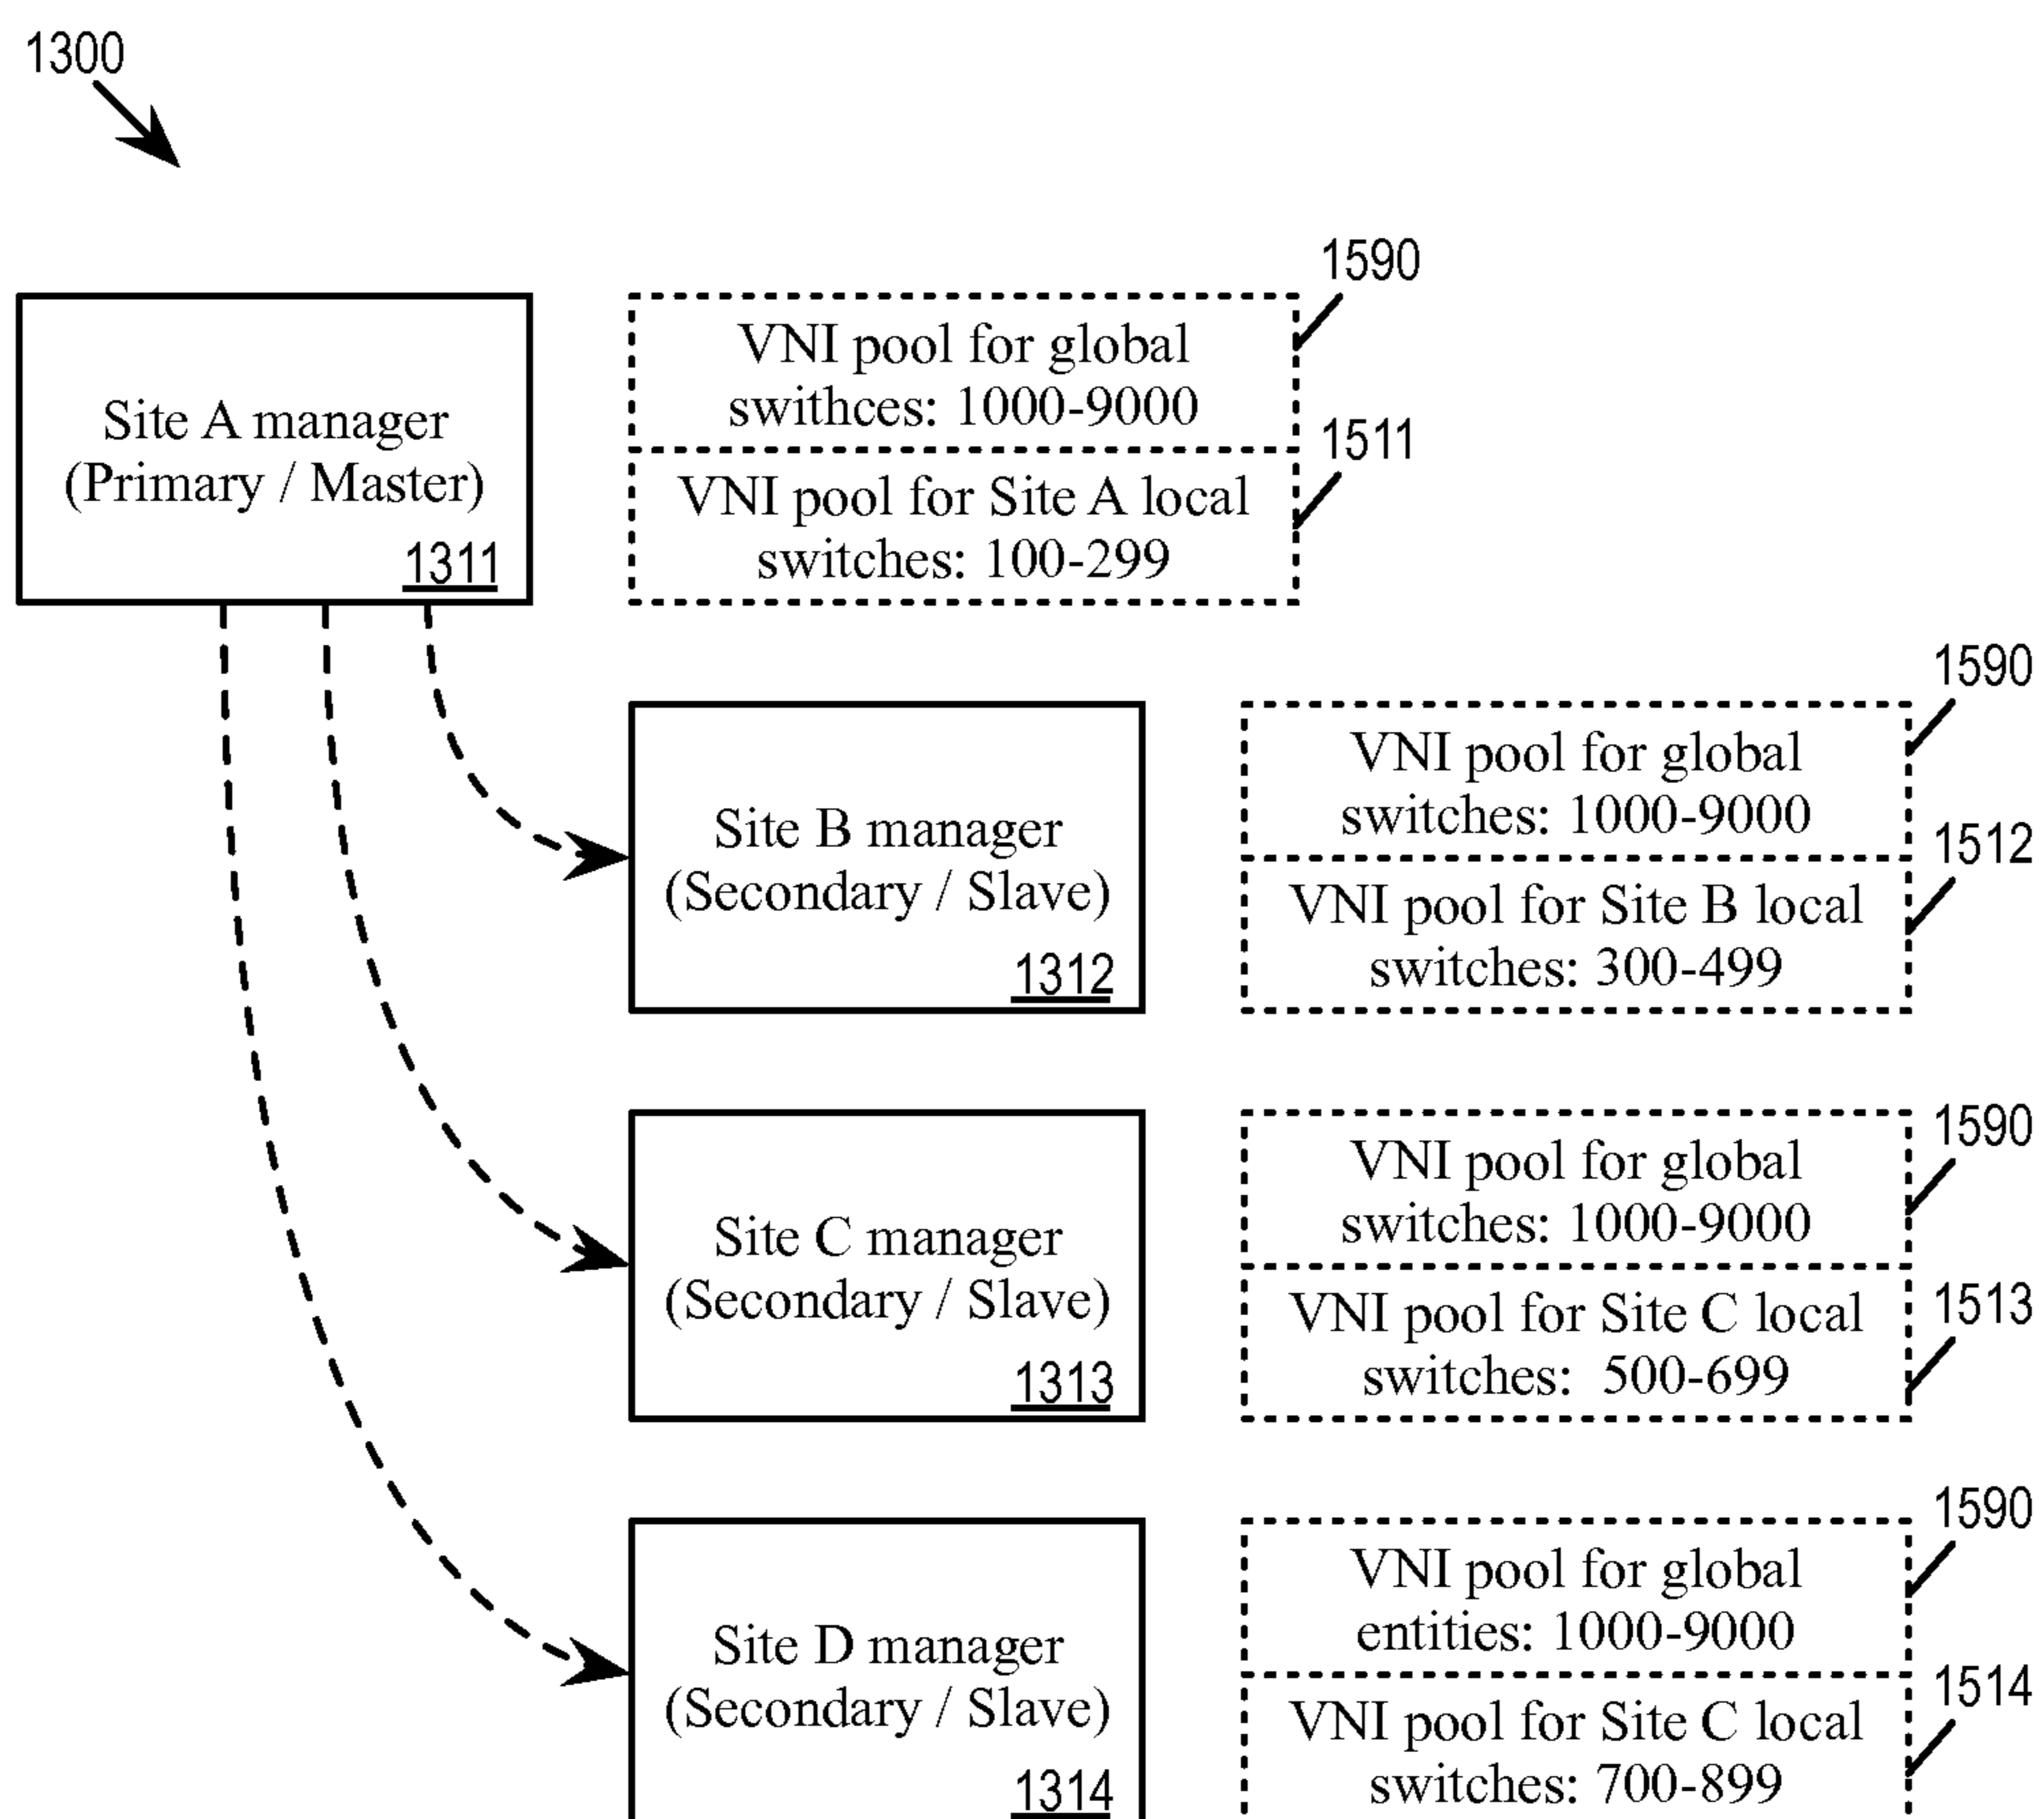 1300
1590
VNI pool for global
swithces: 1000-9000
Site A manager
(Primary / Master)
1311
1511
VNI pool for Site A local
switches: 100-299
1590
VNI pool for global
switches: 1000-9000
Site B manager
(Secondary / Slave)
1312
1512
VNI pool for Site B local
switches: 300-499
1590
VNI pool for global
switches: 1000-9000
Site C manager
(Secondary / Slave)
1313
1513
VNI pool for Site C local
switches: 500-699
1590
VNI pool for global
entities: 1000-9000
Site D manager
(Secondary / Slave)
1314
1514
VNI pool for Site C local
switches: 700-899